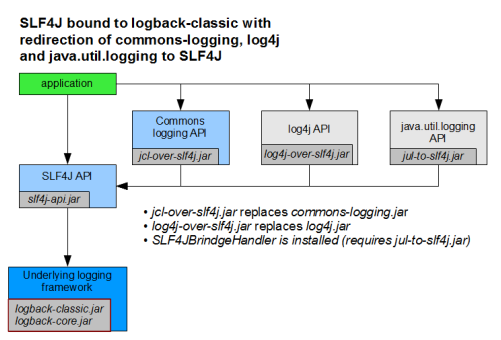 SLF4J bound to logback-classic with
redirection of commons-logging, log4j
and java.util.logging to SLF4J
application
Commons
logging API
jcl-over-slf4j.jar
log4j API
log4j-over-slf4j.jar
java.util.logging
API
jul-to-slf4j.jar
SLF4J API
slf4j-api.jar
• jcl-over-slf4j.jar replaces commons-logging.jar
• log4j-over-slf4j.jar replaces log4j.jar
• SLF4JBrindgeHandler is installed (requires jul-to-slf4j.jar)
Underlying logging
framework
logback-classic.jar
logback-core.jar